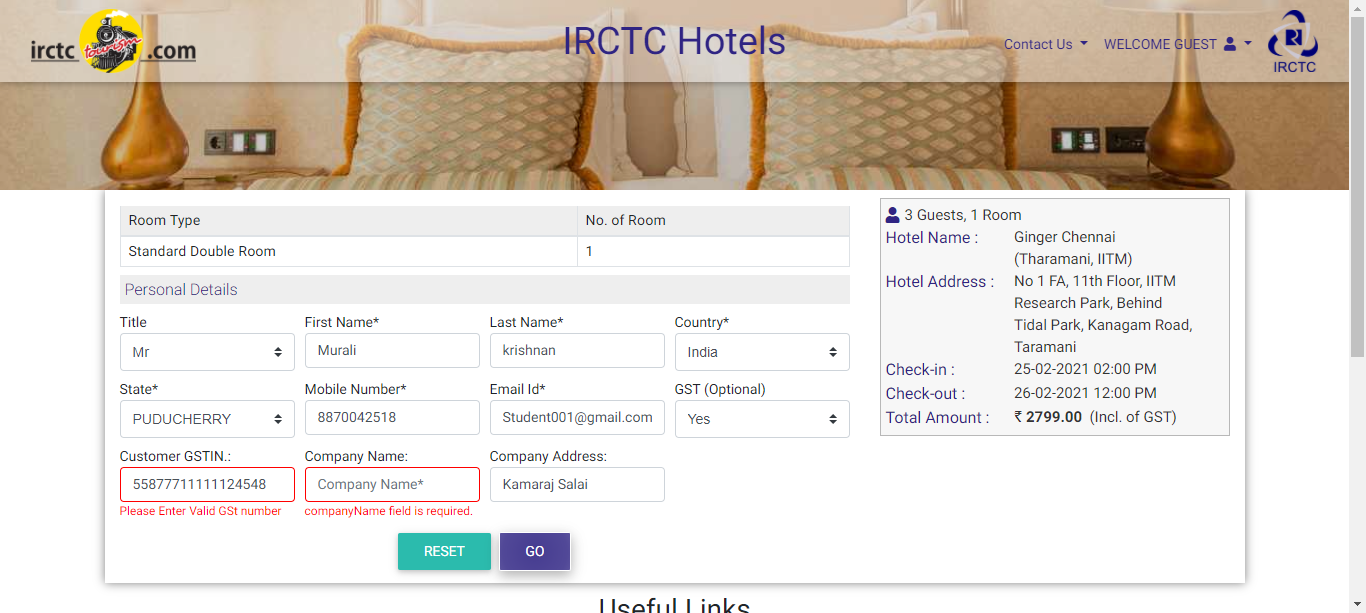 irctc tourism .com
IRCTC Hotels
Contact Us
WELCOME GUEST
IRCTC
Room Type No. of Room
Standard Double Room 1
Personal Details
Title First Name* Last Name* Country*
Mr Murali krishnan India
State* Mobile Number* Email Id* GST (Optional)
PUDUCHERRY 8870042518 Student001@gmail.com Yes
Customer GSTIN.: Company Name: Company Address:
55877711111124548 Company Name* Kamaraj Salai
Please Enter Valid GSt number companyName field is required.
RESET GO
3 Guests, 1 Room
Hotel Name : Ginger Chennai
(Tharamani, IITM)
Hotel Address : No 1 FA, 11th Floor, IITM
Research Park, Behind
Tidal Park, Kanagam Road,
Taramani
Check-in : 25-02-2021 02:00 PM
Check-out : 26-02-2021 12:00 PM
Total Amount : ₹ 2799.00 (Incl. of GST)
Useful Links